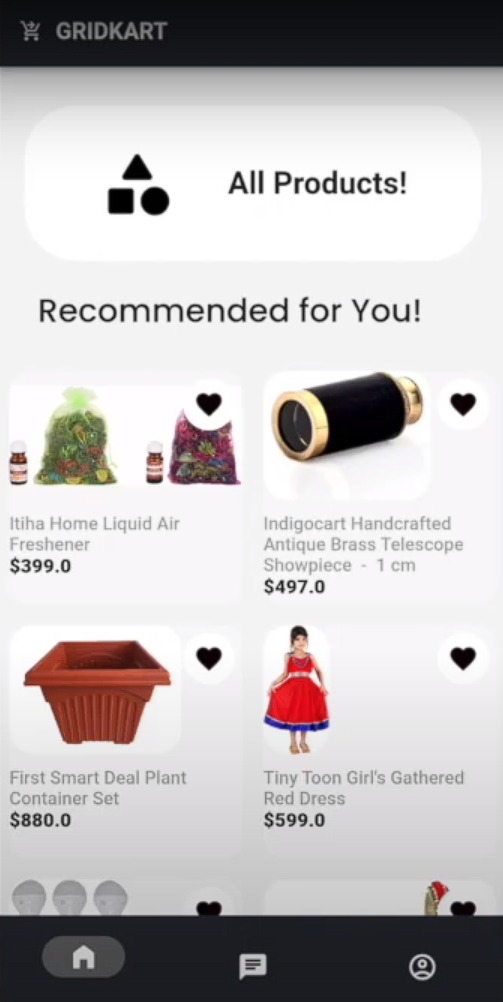 GRIDKART
All Products!
Recommended for You!
Itiha Home Liquid Air
Freshener
$399.0
Indigocart Handcrafted
Antique Brass Telescope
Showpiece - 1 cm
$497.0
First Smart Deal Plant
Container Set
$880.0
Tiny Toon Girl's Gathered
Red Dress
$599.0